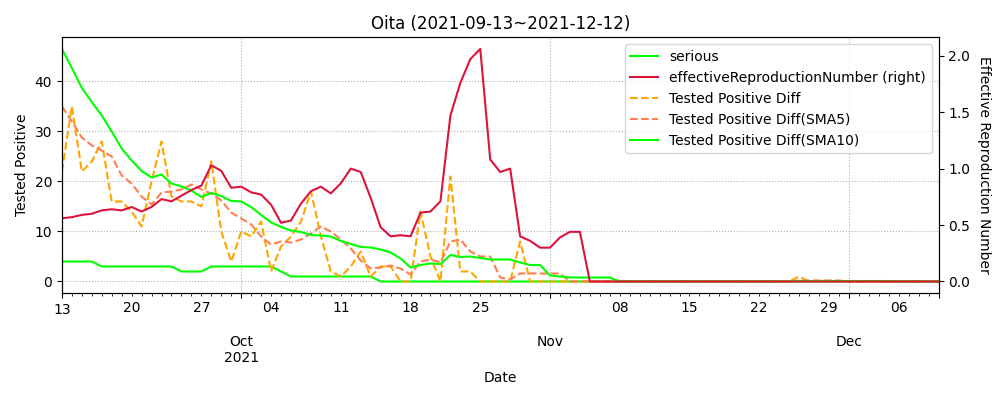 Oita (2021-09-13~2021-12-12)
serious
effectiveReproductionNumber (right)
Tested Positive Diff
Tested Positive Diff(SMA5)
Tested Positive Diff(SMA10)
Tested Positive
40
30
20
10
0
2.0
1.5
1.0
0.5
0.0
Effective Reproduction Number
13 20 27 04 11 18 25 08 15 22 29 06
Oct Nov Dec
2021
Date